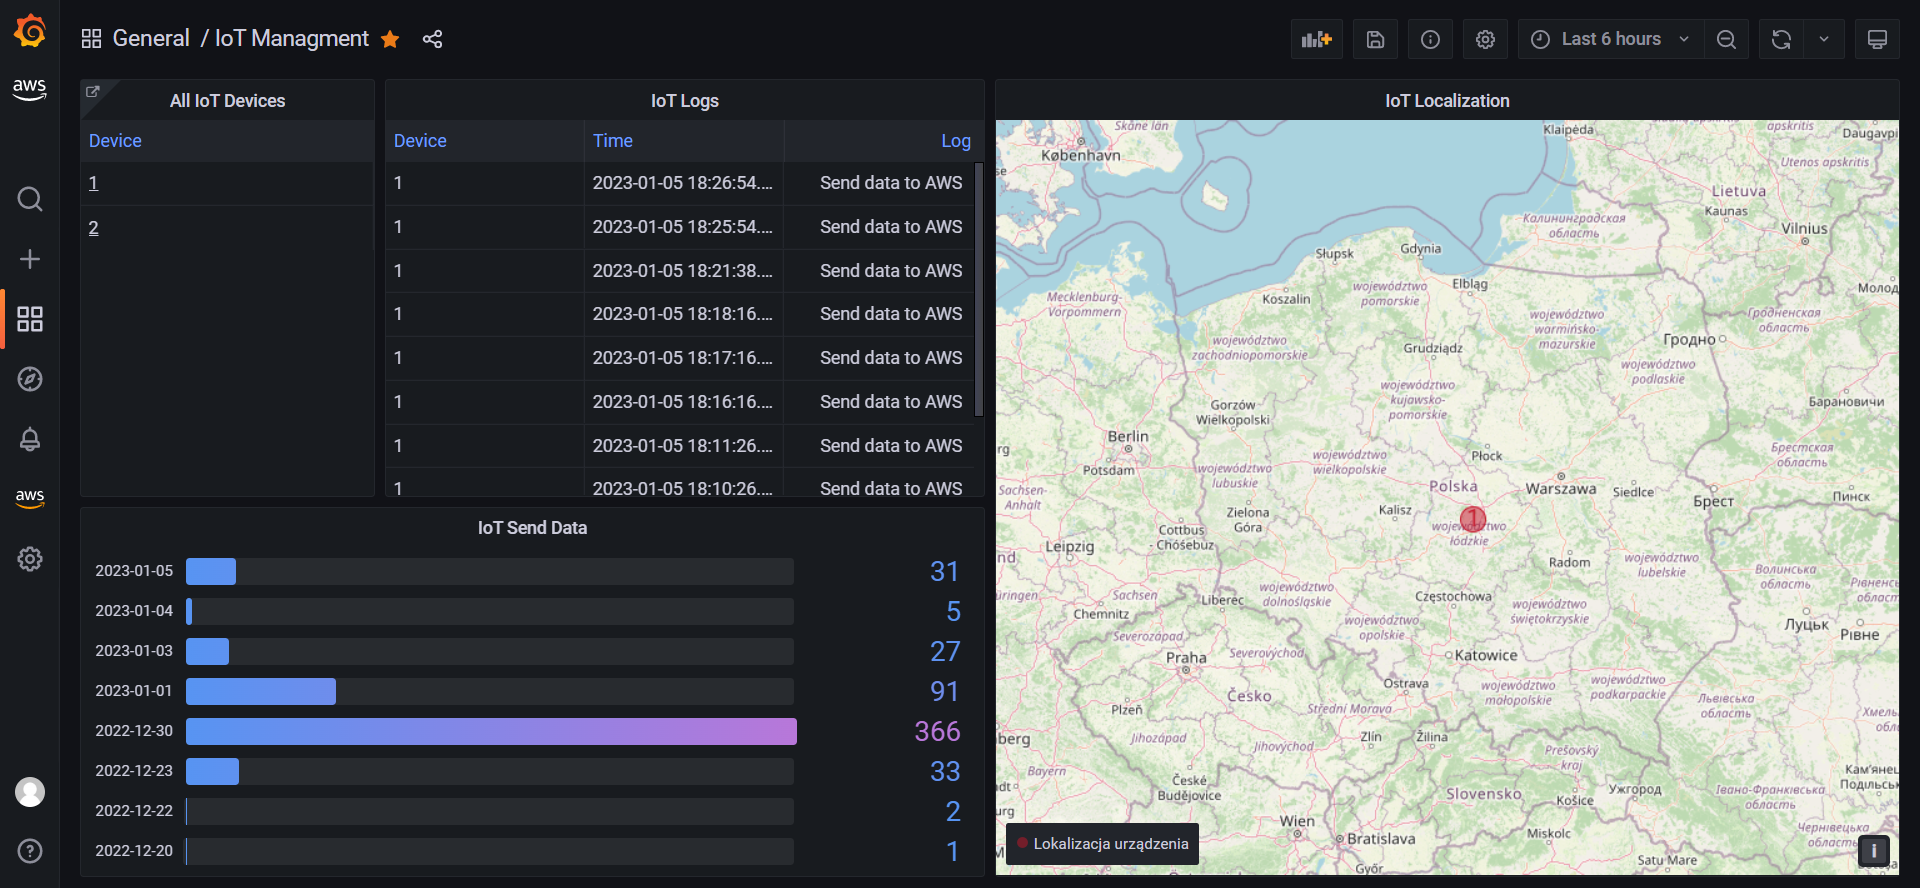 General / IoT Managment
Last 6 hours
aws
aws
All IoT Devices
Device
1
2
IoT Logs
Device Time Log
1 2023-01-05 18:26:54.... Send data to AWS
1 2023-01-05 18:25:54.... Send data to AWS
1 2023-01-05 18:21:38.... Send data to AWS
1 2023-01-05 18:18:16.... Send data to AWS
1 2023-01-05 18:17:16.... Send data to AWS
1 2023-01-05 18:16:16.... Send data to AWS
1 2023-01-05 18:11:26.... Send data to AWS
1 2023-01-05 18:10:26.... Send data to AWS
IoT Send Data
2023-01-05 31
2023-01-04 5
2023-01-03 27
2023-01-01 91
2022-12-30 366
2022-12-23 33
2022-12-22 2
2022-12-20 1
IoT Localization
Skåne län
Klaipėda
apskritis
Daugavpi
København
Utenos apskritis
Lietuva
Kaunas
Калининградская
область
Vilnius
Słupsk
Gdynia
Elbląg
Koszalin
województwo
pomorskie
Mecklenburg-
Vorpommern
Молод
województwo
warmińsko-
mazurskie
Гродненская
область
województwo
zachodniopomorskie
Grudziądz
Гродно
województwo
podlaskie
województwo
kujawsko-
pomorskie
Барановичи
Gorzów
Wielkopolski
Berlin
Potsdam
Płock
Брестская
область
województwo
lubuskie
województwo
wielkopolskie
Polska
Warszawa
Siedlce
Брест
Пинск
Sachsen-
Anhalt
Zielona
Góra
Kalisz
1
województwo
łódzkie
Cottbus
- Chóśebuz
Leipzig
Radom
województwo
lubelskie
Волинська
область
Рівненс
Sachsen
Chemnitz
Liberec
województwo
dolnośląskie
Częstochowa
województwo
świętokrzyskie
województwo
opolskie
Луцьк
Рівне
Severozápad
Praha
Severovýchod
Katowice
Česko
Ostrava
województwo
małopolskie
województwo
podkarpackie
Львівська
область
Plzeň
Střední Morava
Хмель
Jihozápad
Jihovýchod
Zlín
Žilina
Prešovský
kraj
Bayern
České
Budějovice
Slovensko
Košice
Ужгород
Івано-Франківська
область
Кам'янец
Подільськ
Wien
Bratislava
Miskolc
Чернівецька
область
Satu Mare
Győr
Lokalizacja urządzenia
i